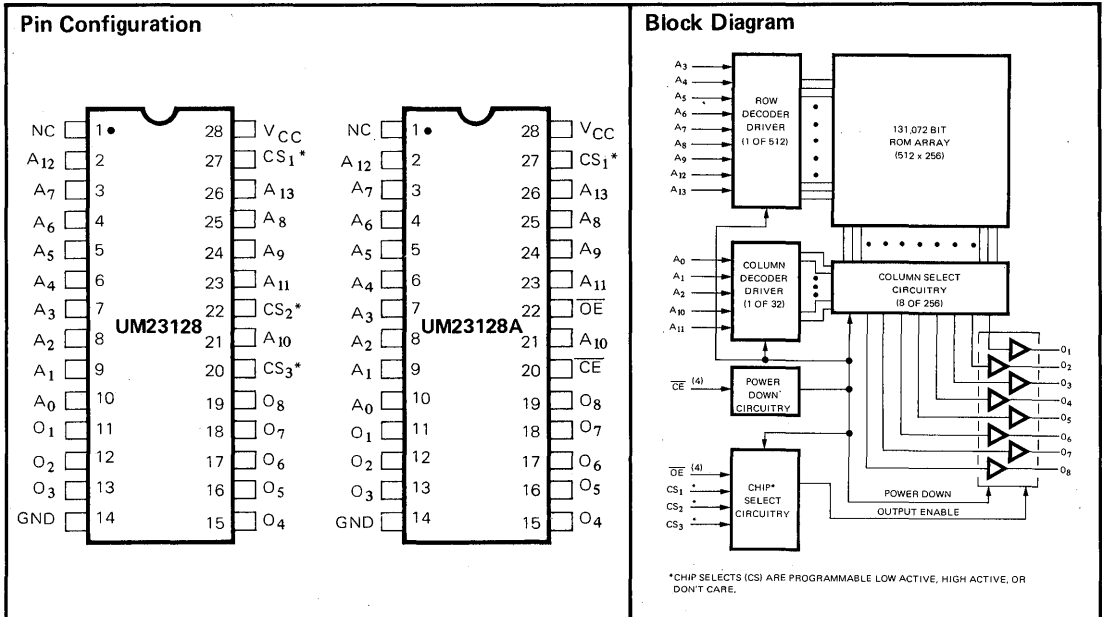 Pin Configuration
NC 1 28 VCC
A12 2 27 CS1*
A7 3 26 A13
A6 4 25 A8
A5 5 24 A9
A4 6 23 A11
A3 7 22 CS2*
UM23128
A2 8 21 A10
A1 9 20 CS3*
A0 10 19 O8
O1 11 18 O7
O2 12 17 O6
O3 13 16 O5
GND 14 15 O4
NC 1 28 VCC
A12 2 27 CS1*
A7 3 26 A13
A6 4 25 A8
A5 5 24 A9
A4 6 23 A11
A3 7 22 O̅E̅
UM23128A
A2 8 21 A10
A1 9 20 C̅E̅
A0 10 19 O8
O1 11 18 O7
O2 12 17 O6
O3 13 16 O5
GND 14 15 O4
Block Diagram
A3
A4
A5
A6
A7
A8
A9
A12
A13
ROW
DECODER
DRIVER
(1 OF 512)
131,072 BIT
ROM ARRAY
(512 x 256)
A0
A1
A2
A10
A11
COLUMN
DECODER
DRIVER
(1 OF 32)
COLUMN SELECT
CIRCUITRY
(8 OF 256)
O1
O2
O3
O4
O5
O6
O7
O8
C̅E̅ (4)
POWER
DOWN
CIRCUITRY
O̅E̅ (4)
CS1 *
CS2 *
CS3 *
CHIP*
SELECT
CIRCUITRY
POWER DOWN
OUTPUT ENABLE
*CHIP SELECTS (CS) ARE PROGRAMMABLE LOW ACTIVE, HIGH ACTIVE, OR
DON'T CARE.